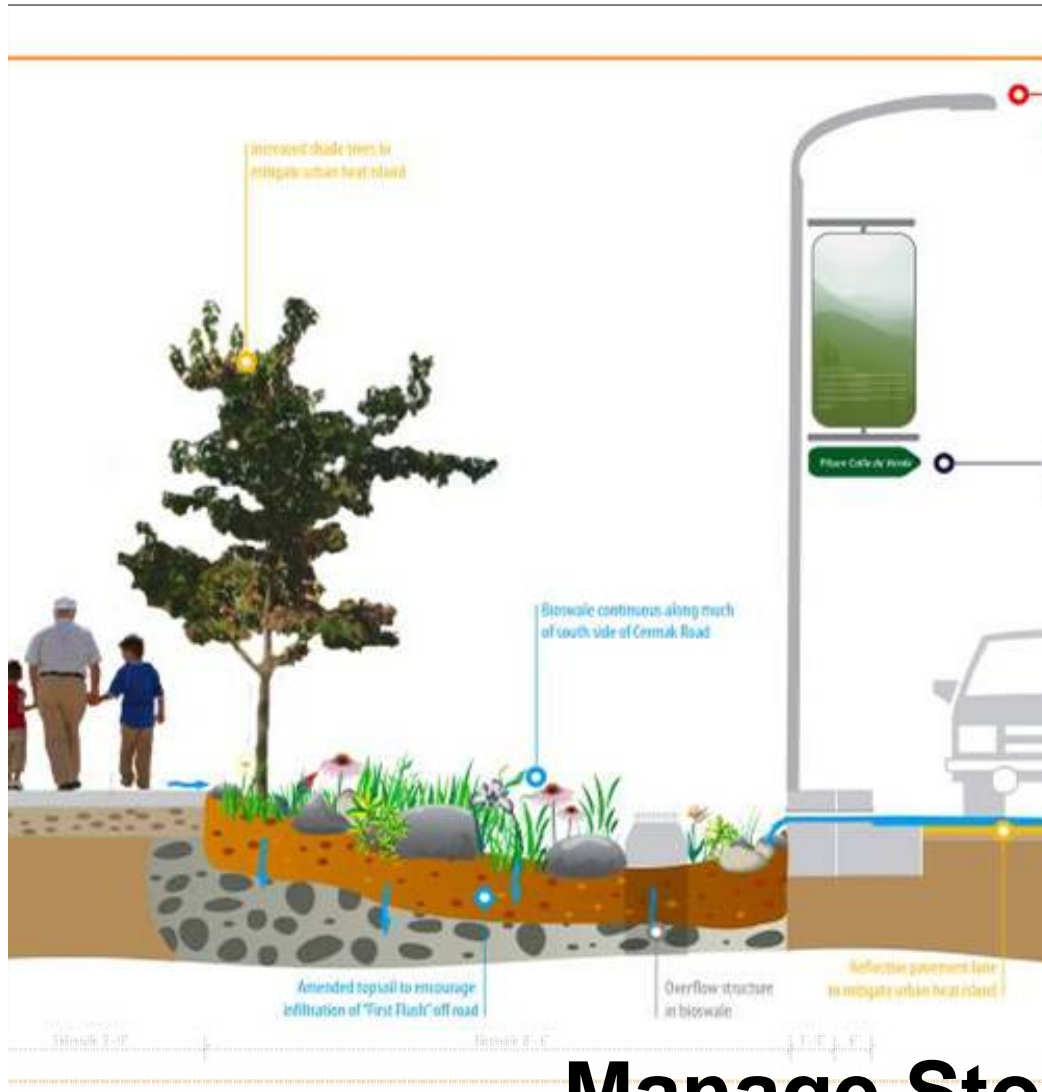 Increased shade trees to
mitigate urban heat island
Bioswale continuous along much
of south side of Cermak Road
Amended topsoil to encourage
infiltration of "First Flush" off road
Overflow structure
in bioswale
Reflective pavement lane
to mitigate urban heat island
Manage Sto